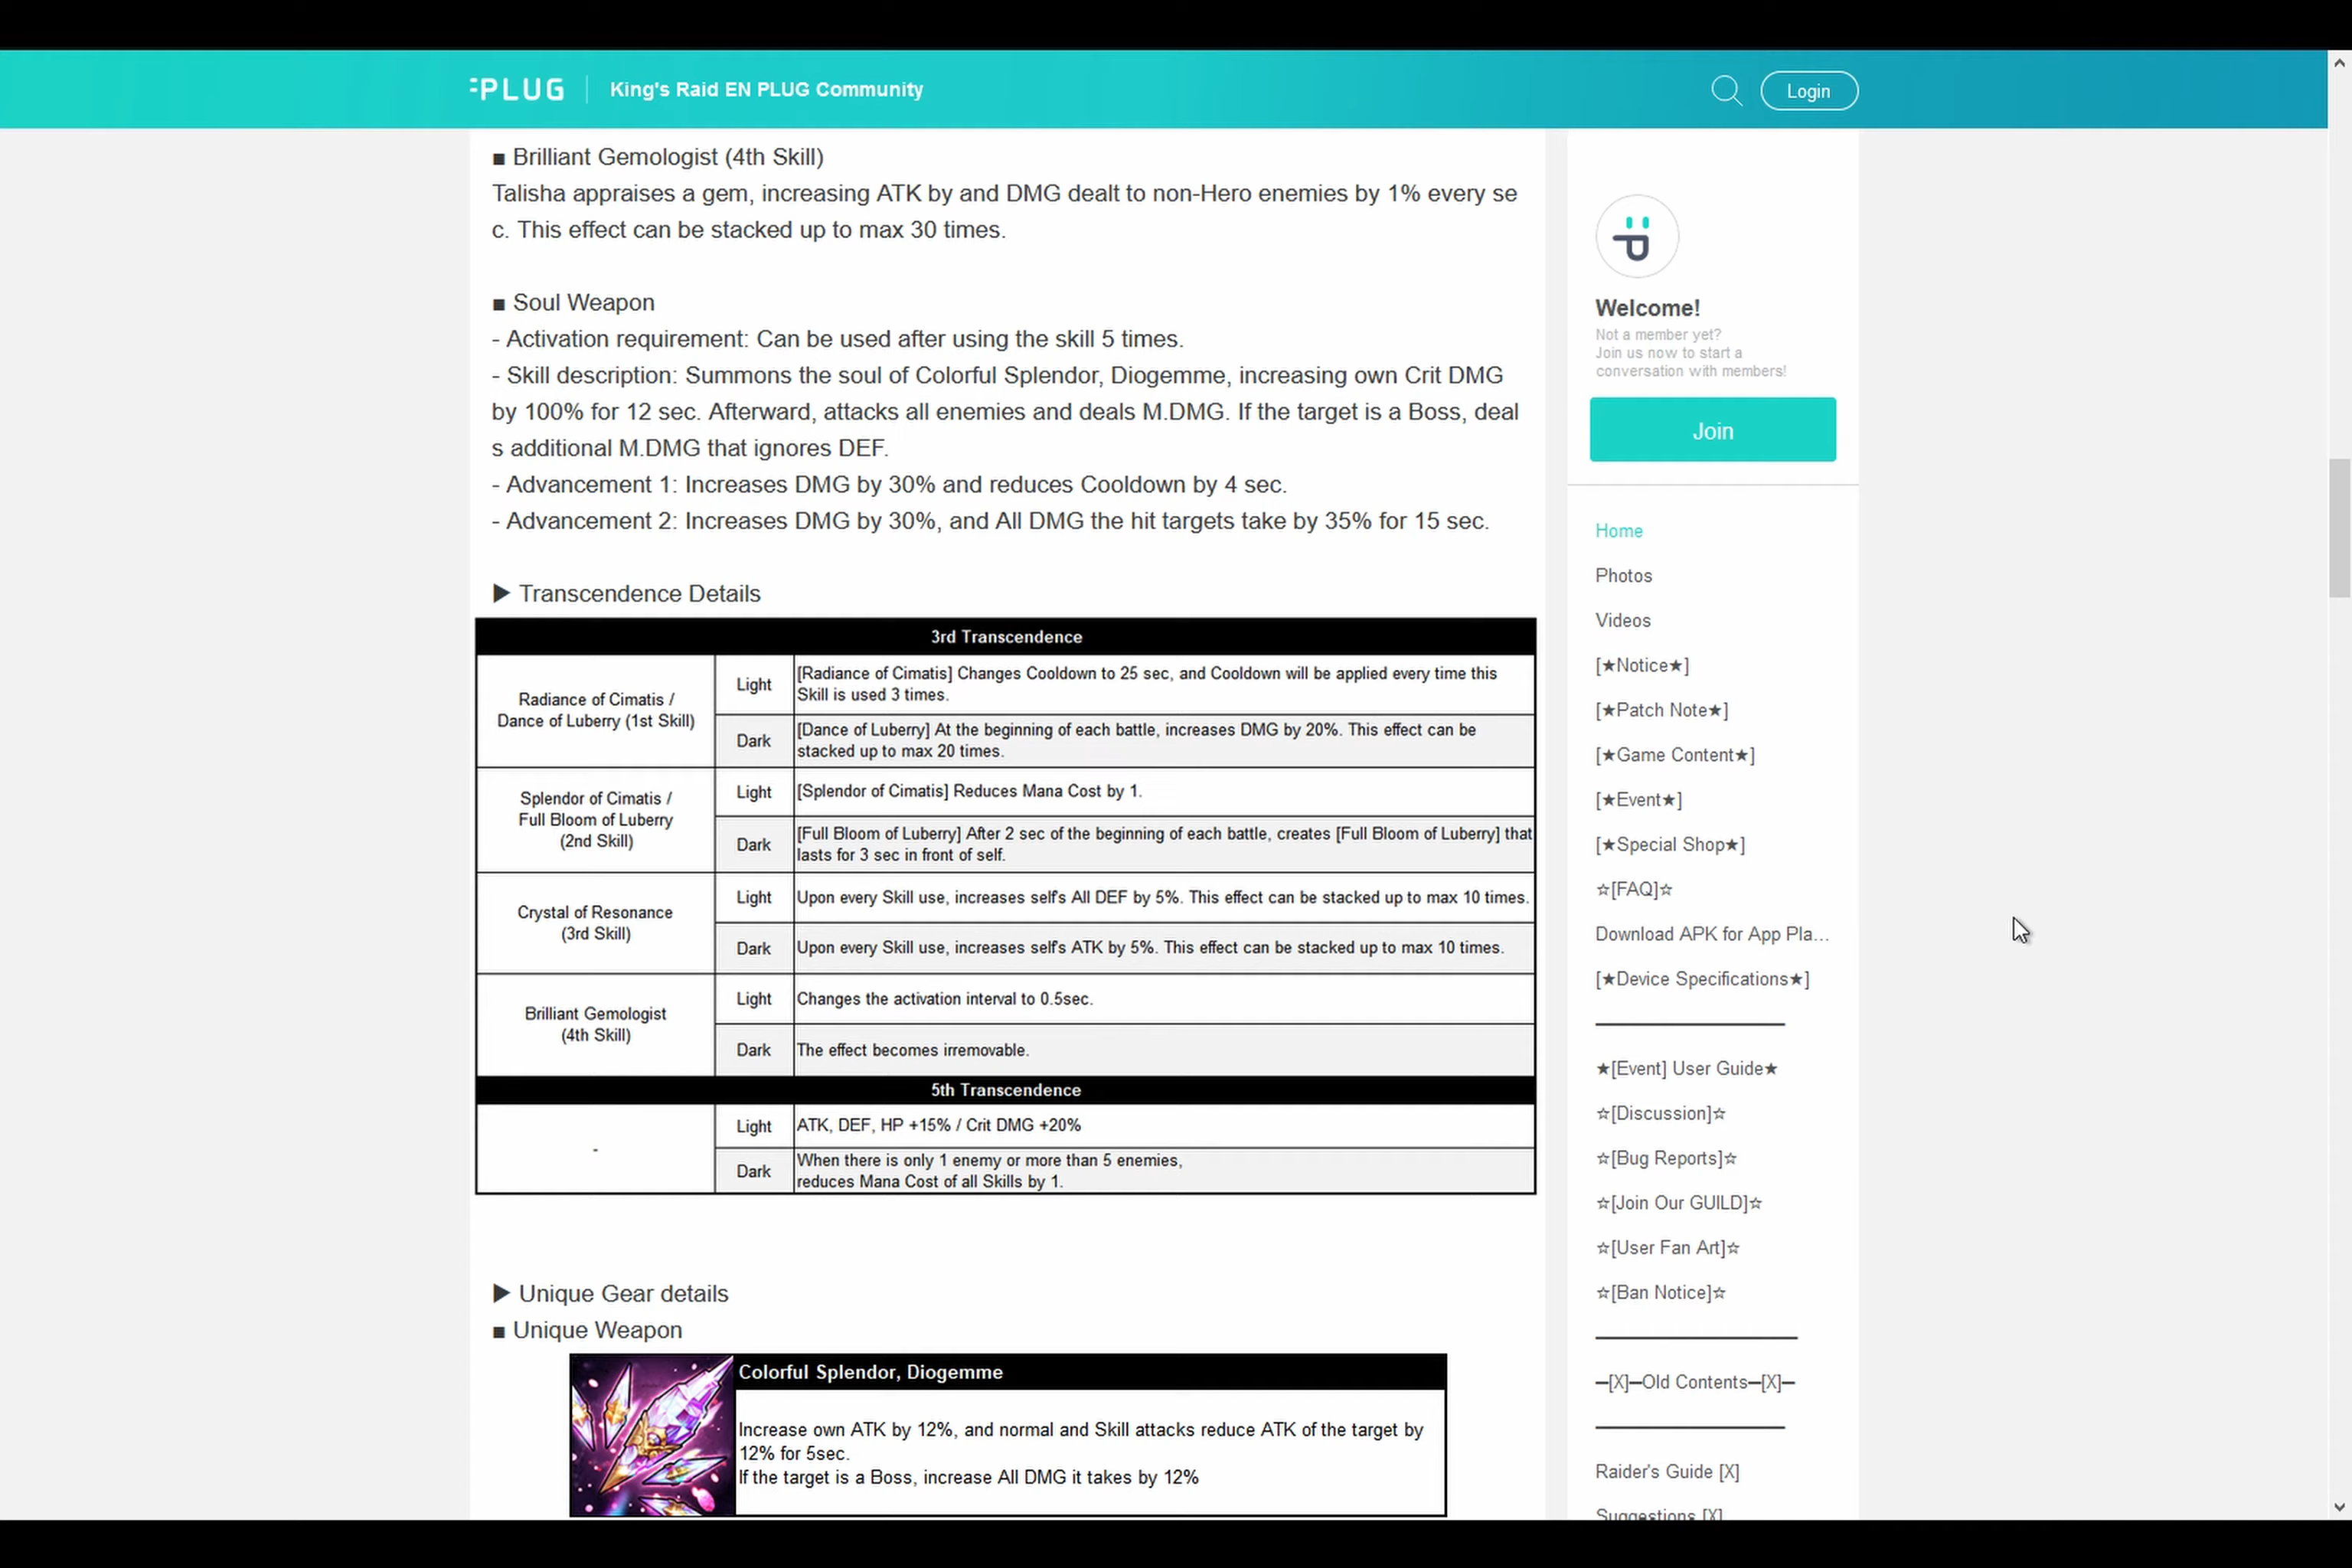 PLUG
King's Raid EN PLUG Community
Login
■ Brilliant Gemologist (4th Skill)
Talisha appraises a gem, increasing ATK by and DMG dealt to non-Hero enemies by 1% every se
c. This effect can be stacked up to max 30 times.
■ Soul Weapon
- Activation requirement: Can be used after using the skill 5 times.
- Skill description: Summons the soul of Colorful Splendor, Diogemme, increasing own Crit DMG
by 100% for 12 sec. Afterward, attacks all enemies and deals M.DMG. If the target is a Boss, deal
s additional M.DMG that ignores DEF.
- Advancement 1: Increases DMG by 30% and reduces Cooldown by 4 sec.
- Advancement 2: Increases DMG by 30%, and All DMG the hit targets take by 35% for 15 sec.
▶ Transcendence Details
3rd Transcendence
Radiance of Cimatis /
Dance of Luberry (1st Skill)
Light
[Radiance of Cimatis] Changes Cooldown to 25 sec, and Cooldown will be applied every time this
Skill is used 3 times.
Dark
[Dance of Luberry] At the beginning of each battle, increases DMG by 20%. This effect can be
stacked up to max 20 times.
Splendor of Cimatis /
Full Bloom of Luberry
(2nd Skill)
Light
[Splendor of Cimatis] Reduces Mana Cost by 1.
Dark
[Full Bloom of Luberry] After 2 sec of the beginning of each battle, creates [Full Bloom of Luberry] that
lasts for 3 sec in front of self.
Crystal of Resonance
(3rd Skill)
Light
Upon every Skill use, increases self's All DEF by 5%. This effect can be stacked up to max 10 times.
Dark
Upon every Skill use, increases self's ATK by 5%. This effect can be stacked up to max 10 times.
Brilliant Gemologist
(4th Skill)
Light
Changes the activation interval to 0.5sec.
Dark
The effect becomes irremovable.
5th Transcendence
-
Light
ATK, DEF, HP +15% / Crit DMG +20%
Dark
When there is only 1 enemy or more than 5 enemies,
reduces Mana Cost of all Skills by 1.
▶ Unique Gear details
■ Unique Weapon
Colorful Splendor, Diogemme
Increase own ATK by 12%, and normal and Skill attacks reduce ATK of the target by
12% for 5sec.
If the target is a Boss, increase All DMG it takes by 12%
Welcome!
Not a member yet?
Join us now to start a
conversation with members!
Join
Home
Photos
Videos
[★Notice★]
[★Patch Note★]
[★Game Content★]
[★Event★]
[★Special Shop★]
☆[FAQ]☆
Download APK for App Pla...
[★Device Specifications★]
★[Event] User Guide★
☆[Discussion]☆
☆[Bug Reports]☆
☆[Join Our GUILD]☆
☆[User Fan Art]☆
☆[Ban Notice]☆
━[X]━Old Contents━[X]━
Raider's Guide [X]
Suggestions [X]